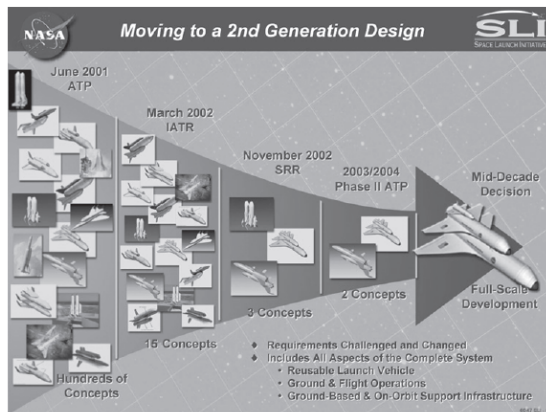 NASA
Moving to a 2nd Generation Design
SLI
SPACE LAUNCH INITIATIVE
June 2001
ATP
March 2002
IATR
November 2002
SRR
2003/2004
Phase II ATP
Mid-Decade
Decision
Full-Scale
Development
2 Concepts
3 Concepts
15 Concepts
Hundreds of
Concepts
◆ Requirements Challenged and Changed
◆ Includes All Aspects of the Complete System
• Reusable Launch Vehicle
• Ground & Flight Operations
• Ground-Based & On-Orbit Support Infrastructure